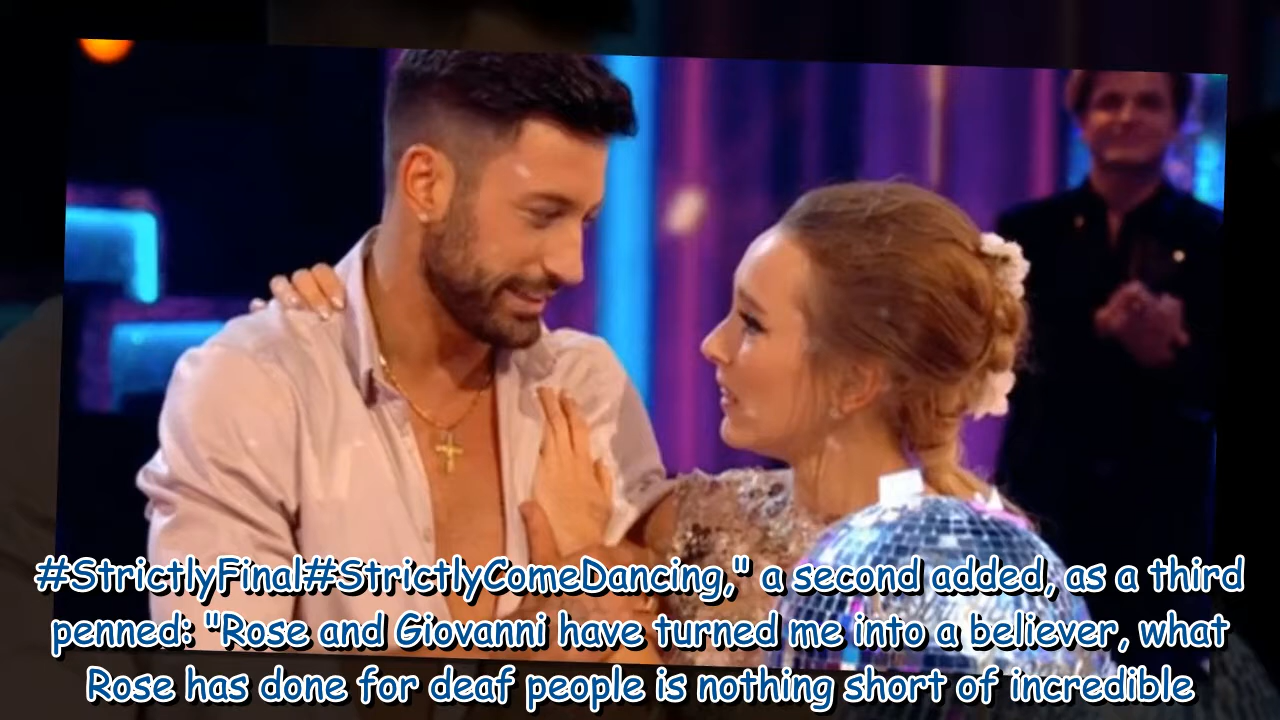 #StrictlyFinal#StrictlyComeDancing," a second added, as a third
penned: "Rose and Giovanni have turned me into a believer, what
Rose has done for deaf people is nothing short of incredible